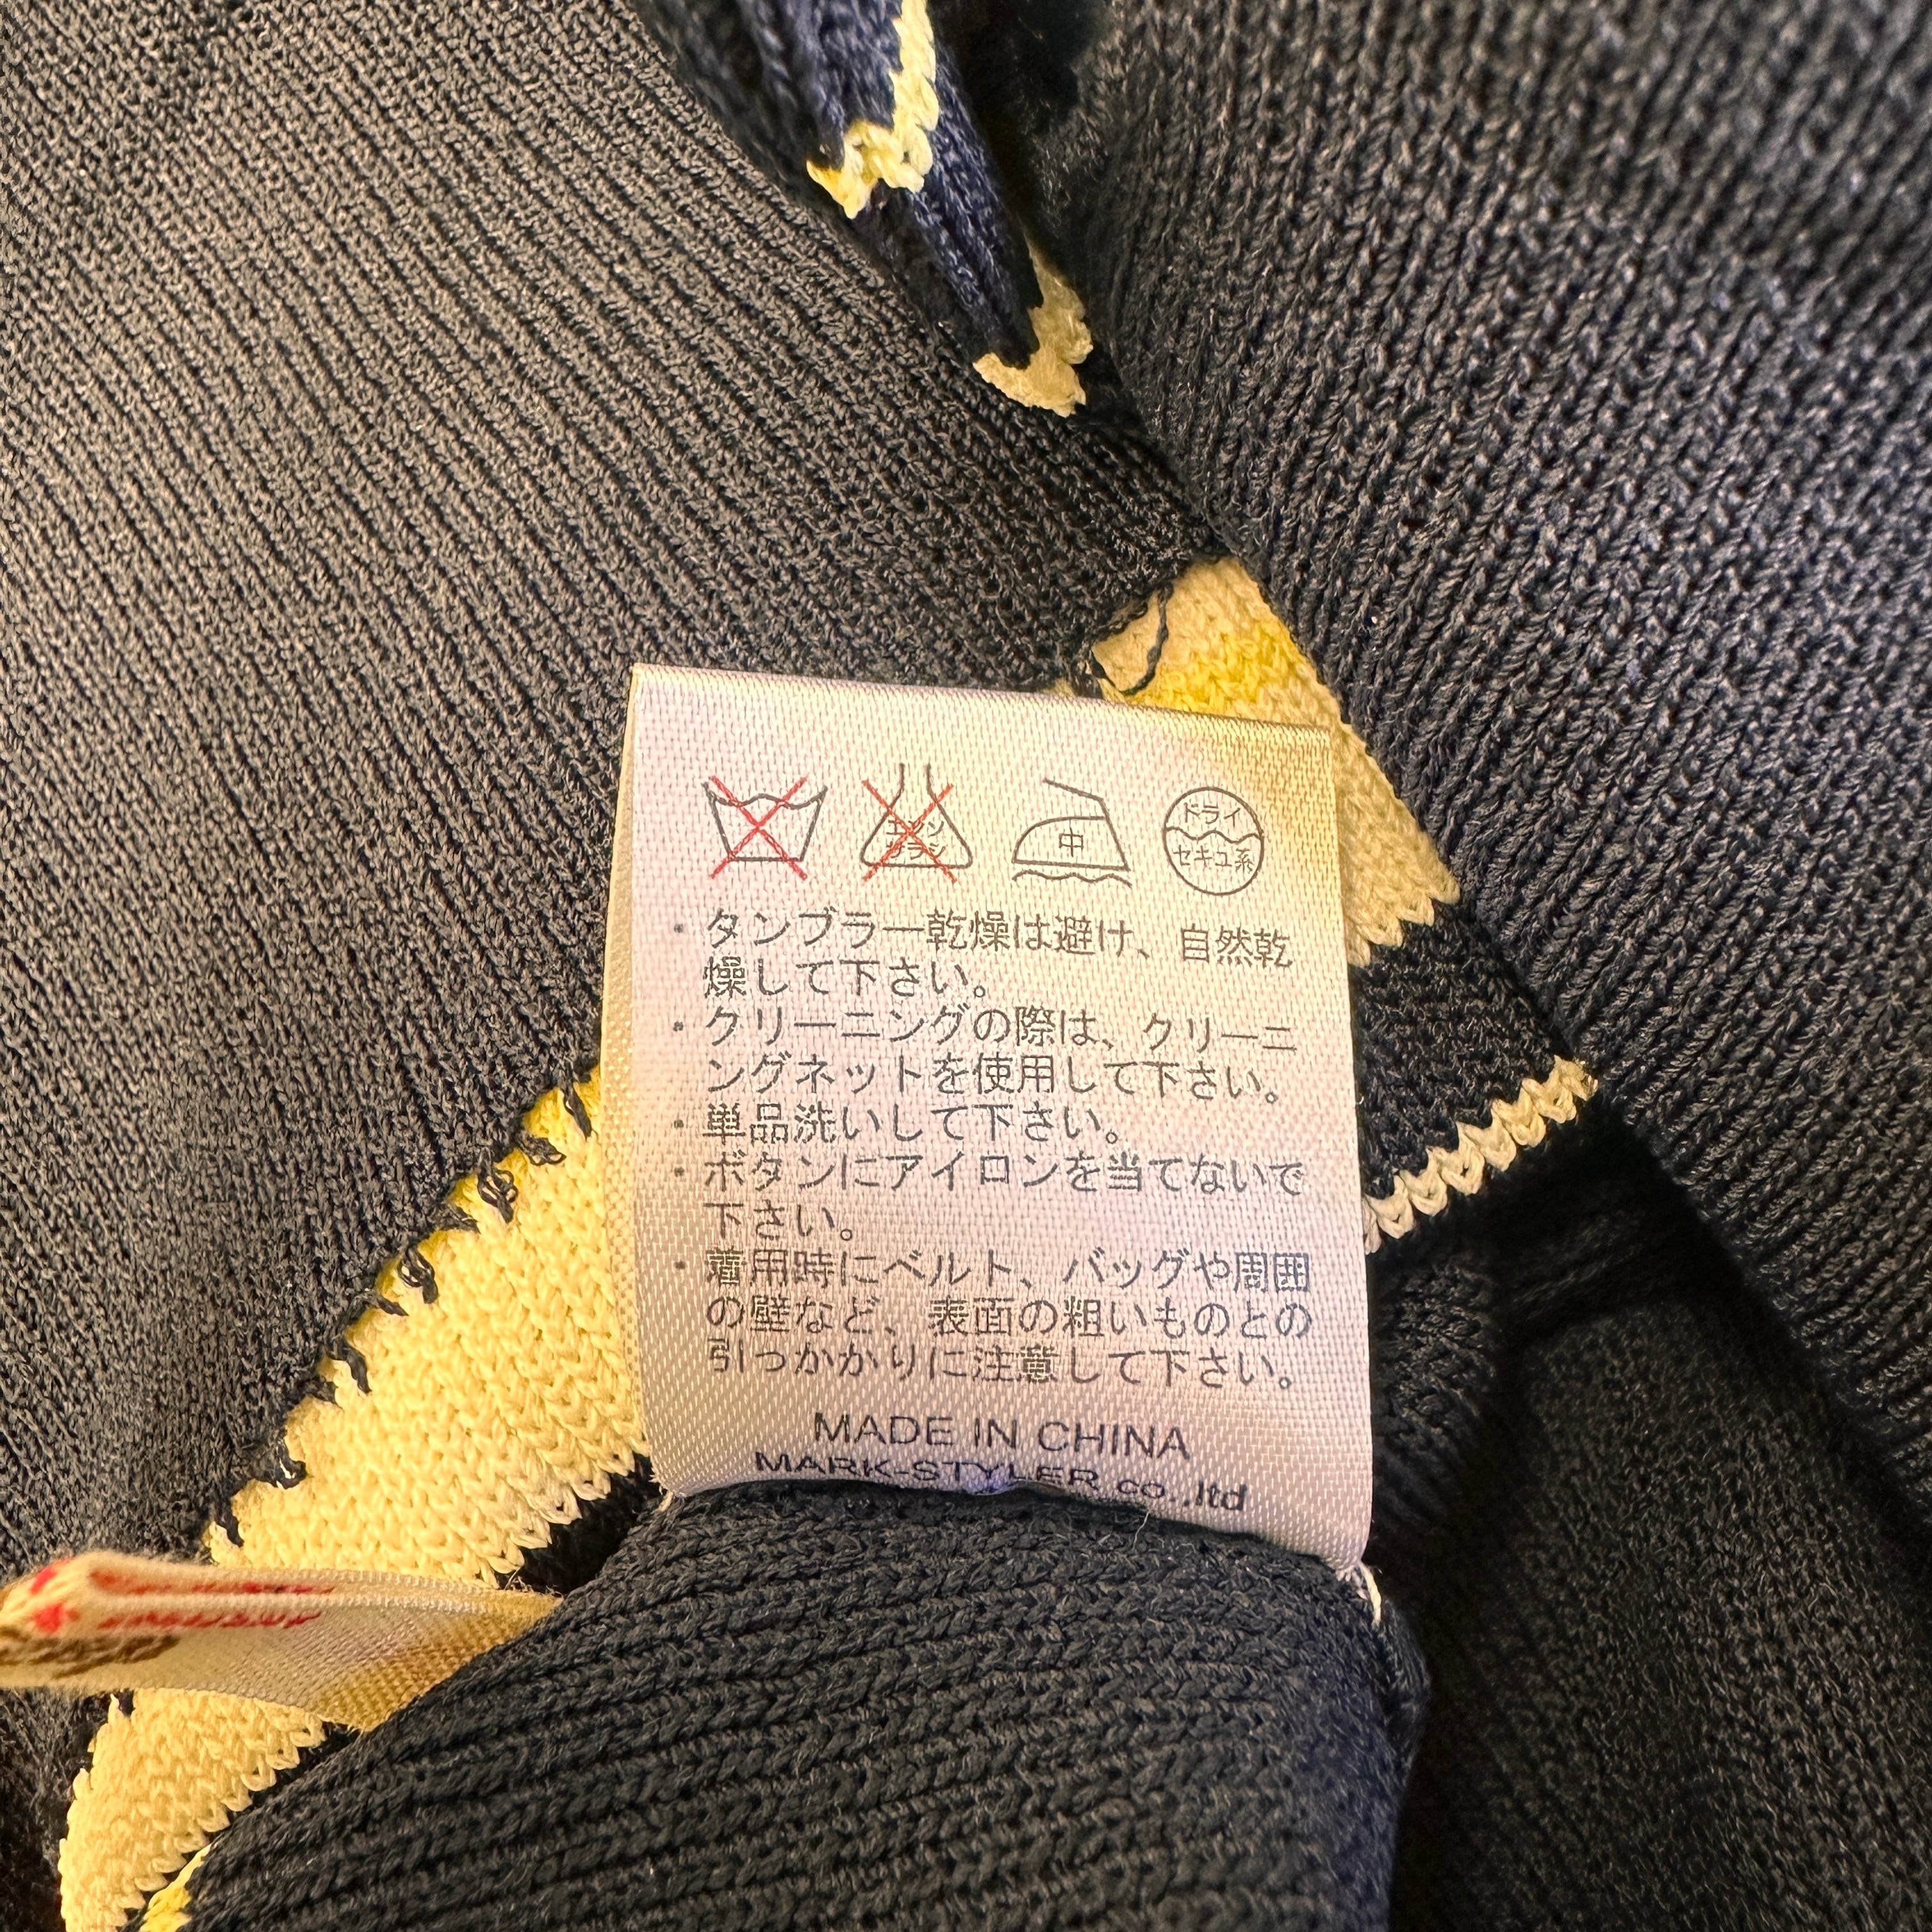 エンソ
サラシ
中
ドライ
セキユ系
・タンブラー乾燥は避け、自然乾
燥して下さい。
・クリーニングの際は、クリーニ
ングネットを使用して下さい。
・単品洗いして下さい。
・ボタンにアイロンを当てないで
下さい。
・着用時にベルト、バッグや周囲
の壁など、表面の粗いものとの
引っかかりに注意して下さい。
MADE IN CHINA
MARK-STYLER co.,ltd